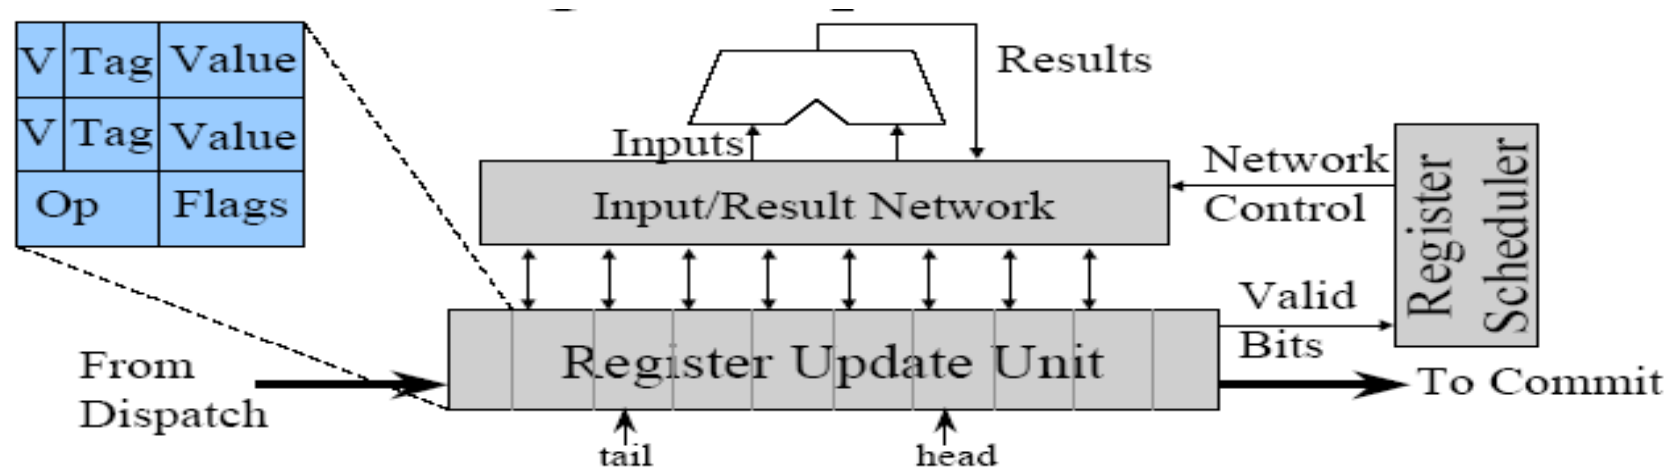 V Tag Value
V Tag Value
Op Flags
Results
Inputs
Input/Result Network
Network
Control
Register
Scheduler
Valid
Bits
Register Update Unit
From
Dispatch
To Commit
tail
head